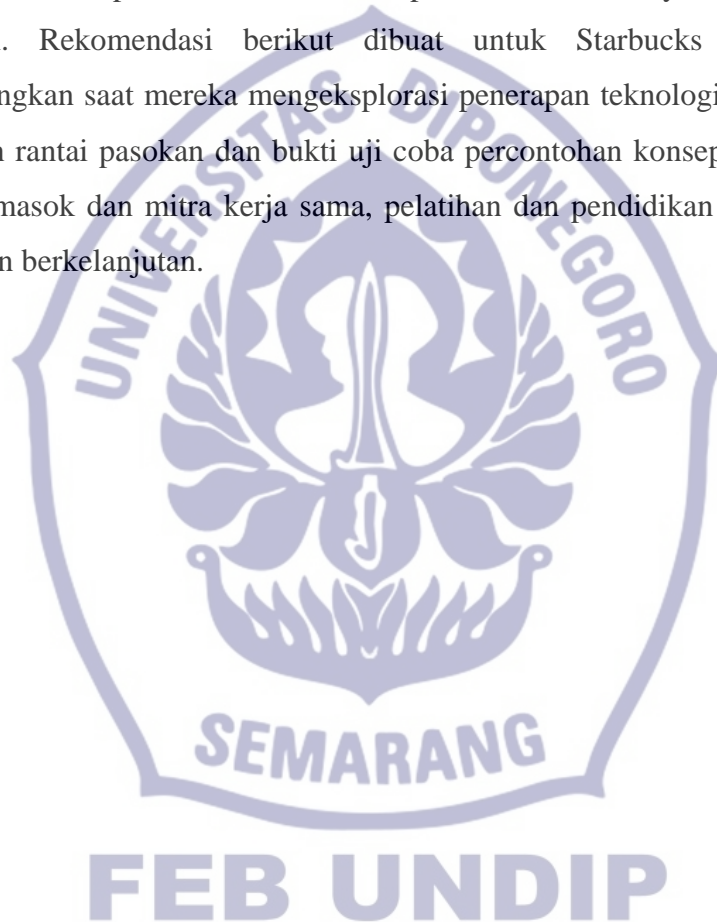 . Rekomendasi berikut dibuat untuk Starbucks
ngkan saat mereka mengeksplorasi penerapan teknologi
n rantai pasokan dan bukti uji coba percontohan konsep
masok dan mitra kerja sama, pelatihan dan pendidikan
n berkelanjutan.
UNIVERSITAS DIPONEGORO
SEMARANG
FEB UNDIP